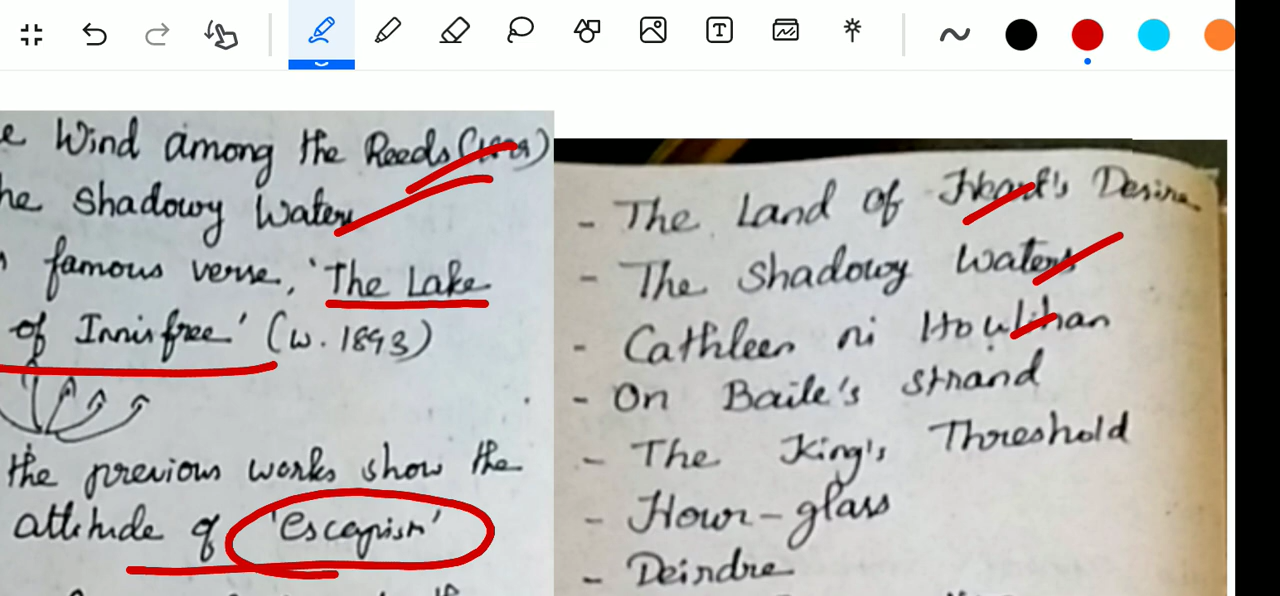 e Wind among the Reeds
he Shadowy Waters
famous verse, 'The Lake
of Innisfree' (w. 1893)
the previous works show the
attitude of 'escapism'
- The Land of Heart's Desire
- The Shadowy Waters
- Cathleen ni Houlihan
- On Baile's strand
- The King's Threshold
- Hour-glass
- Deirdre